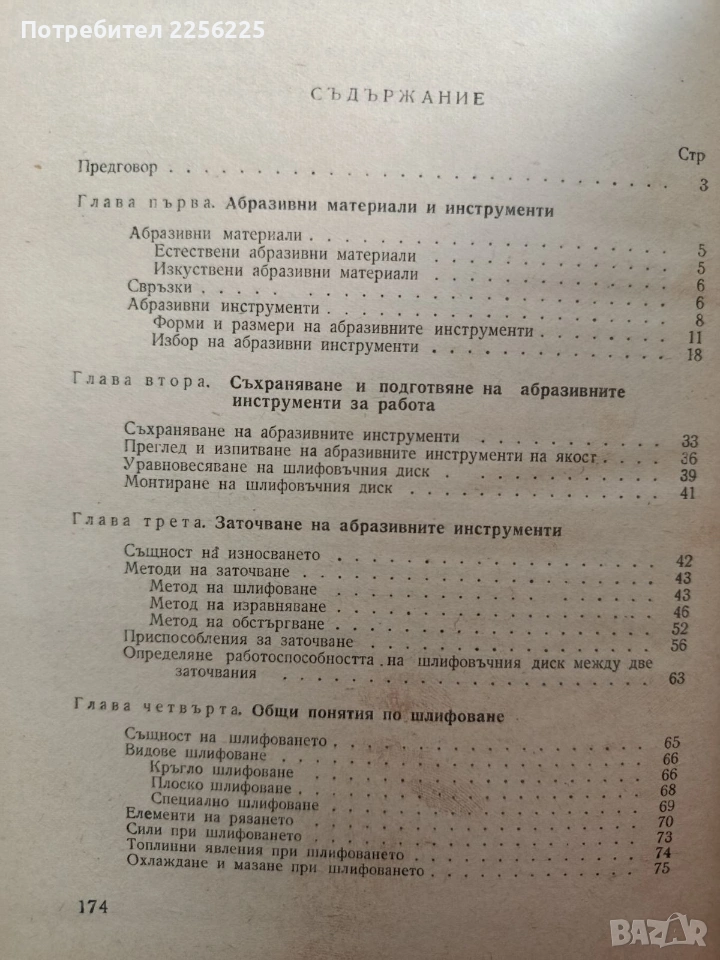 Потребител 2256225
СЪДЪРЖАНИЕ
Стр
Предговор . . . 3
Глава първа. Абразивни материали и инструменти
Абразивни материали . . . 5
Естествени абразивни материали . . . 5
Изкуствени абразивни материали . . . 6
Свръзки . . . 6
Абразивни инструменти . . . 8
Форми и размери на абразивните инструменти . . . 11
Избор на абразивни инструменти . . . 18
Глава втора. Съхраняване и подготвяне на абразивните
инструменти за работа
Съхраняване на абразивните инструменти . . . 33
Преглед и изпитване на абразивните инструменти на якост . . . 36
Уравновесяване на шлифовъчния диск . . . 39
Монтиране на шлифовъчния диск . . . 41
Глава трета. Заточване на абразивните инструменти
Същност на износването . . . 42
Методи на заточване . . . 43
Метод на шлифоване . . . 43
Метод на изравняване . . . 46
Метод на обстъргване . . . 52
Приспособления за заточване . . . 56
Определяне работоспособността на шлифовъчния диск между две
заточвания . . . 63
Глава четвърта. Общи понятия по шлифоване
Същност на шлифоването . . . 65
Видове шлифоване . . . 66
Кръгло шлифоване . . . 66
Плоско шлифоване . . . 68
Специално шлифоване . . . 69
Елементи на рязането . . . 70
Сили при шлифоването . . . 73
Топлинни явления при шлифоването . . . 74
Охлаждане и мазане при шлифоването . . . 75
174
BAZAR